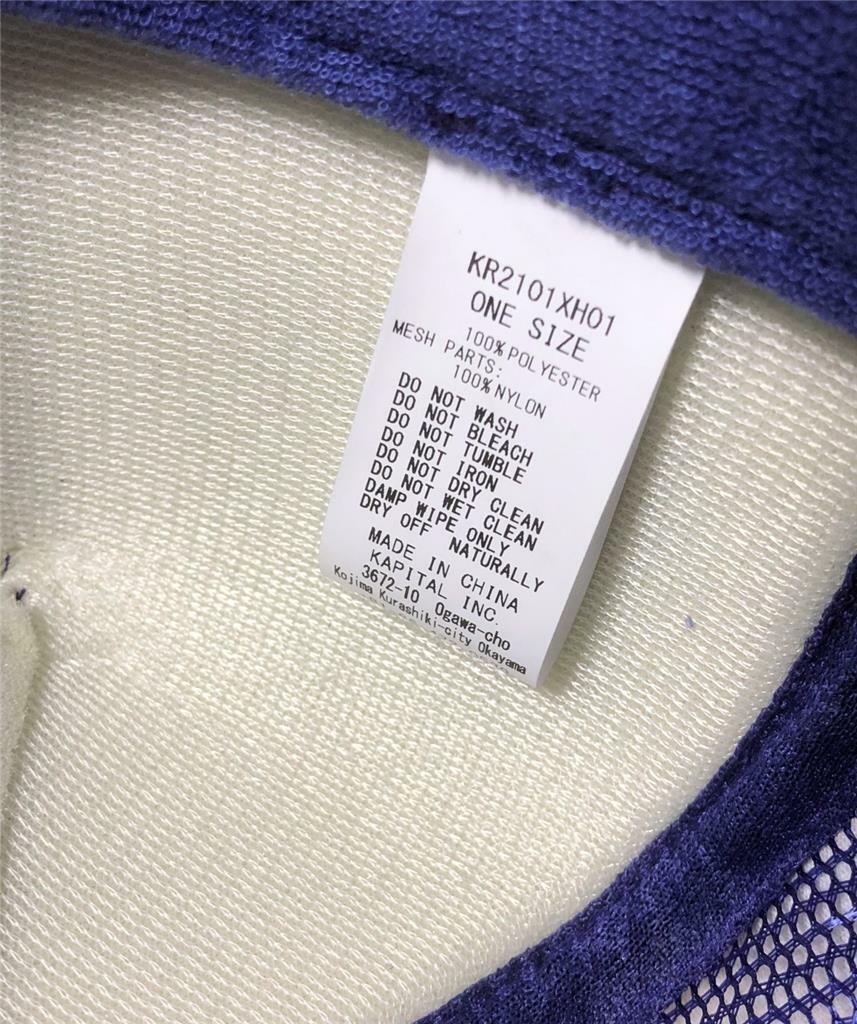 KR2101XH01
ONE SIZE
100%POLYESTER
MESH PARTS:
100%NYLON
DO NOT WASH
DO NOT BLEACH
DO NOT TUMBLE
DO NOT IRON
DO NOT DRY CLEAN
DO NOT WET CLEAN
DAMP WIPE ONLY
DRY OFF NATURALLY
MADE IN CHINA
KAPITAL INC.
3672-10 Ogawa-cho
Kojima Kurashiki-city Okayama